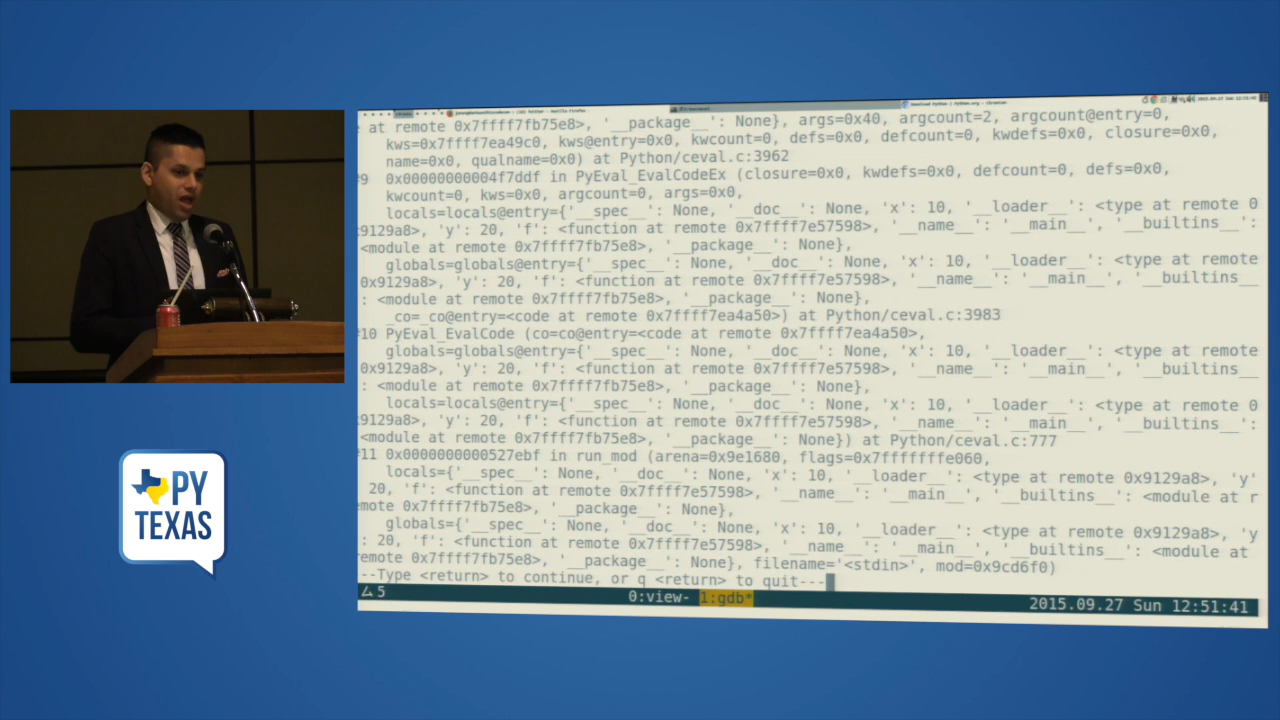 e at remote 0x7ffff7fb75e8>, '__package__': None}, args=0x40, argcount=2, argcount@entry=0,
kws=0x7ffff7ea49c0, kws@entry=0x0, kwcount=0, defs=0x0, defcount=0, kwdefs=0x0, closure=0x0,
name=0x0, qualname=0x0) at Python/ceval.c:3962
#9 0x00000000004f7ddf in PyEval_EvalCodeEx (closure=0x0, kwdefs=0x0, defcount=0, defs=0x0,
kwcount=0, kws=0x0, argcount=0, args=0x0,
locals=locals@entry={'__spec__': None, '__doc__': None, 'x': 10, '__loader__': <type at remote 0
x9129a8>, 'y': 20, 'f': <function at remote 0x7ffff7e57598>, '__name__': '__main__', '__builtins__':
<module at remote 0x7ffff7fb75e8>, '__package__': None},
globals=globals@entry={'__spec__': None, '__doc__': None, 'x': 10, '__loader__': <type at remote
0x9129a8>, 'y': 20, 'f': <function at remote 0x7ffff7e57598>, '__name__': '__main__', '__builtins__
': <module at remote 0x7ffff7fb75e8>, '__package__': None},
_co=_co@entry=<code at remote 0x7ffff7ea4a50>) at Python/ceval.c:3983
#10 PyEval_EvalCode (co=co@entry=<code at remote 0x7ffff7ea4a50>,
globals=globals@entry={'__spec__': None, '__doc__': None, 'x': 10, '__loader__': <type at remote
0x9129a8>, 'y': 20, 'f': <function at remote 0x7ffff7e57598>, '__name__': '__main__', '__builtins__
': <module at remote 0x7ffff7fb75e8>, '__package__': None},
locals=locals@entry={'__spec__': None, '__doc__': None, 'x': 10, '__loader__': <type at remote 0
x9129a8>, 'y': 20, 'f': <function at remote 0x7ffff7e57598>, '__name__': '__main__', '__builtins__':
<module at remote 0x7ffff7fb75e8>, '__package__': None}) at Python/ceval.c:777
#11 0x0000000000527ebf in run_mod (arena=0x9e1680, flags=0x7fffffffe060,
locals={'__spec__': None, '__doc__': None, 'x': 10, '__loader__': <type at remote 0x9129a8>, 'y'
: 20, 'f': <function at remote 0x7ffff7e57598>, '__name__': '__main__', '__builtins__': <module at r
emote 0x7ffff7fb75e8>, '__package__': None},
globals={'__spec__': None, '__doc__': None, 'x': 10, '__loader__': <type at remote 0x9129a8>, 'y
': 20, 'f': <function at remote 0x7ffff7e57598>, '__name__': '__main__', '__builtins__': <module at
remote 0x7ffff7fb75e8>, '__package__': None}, filename='<stdin>', mod=0x9cd6f0)
---Type <return> to continue, or q <return> to quit---
5 0:view- 1:gdb* 2015.09.27 Sun 12:51:41
PY
TEXAS